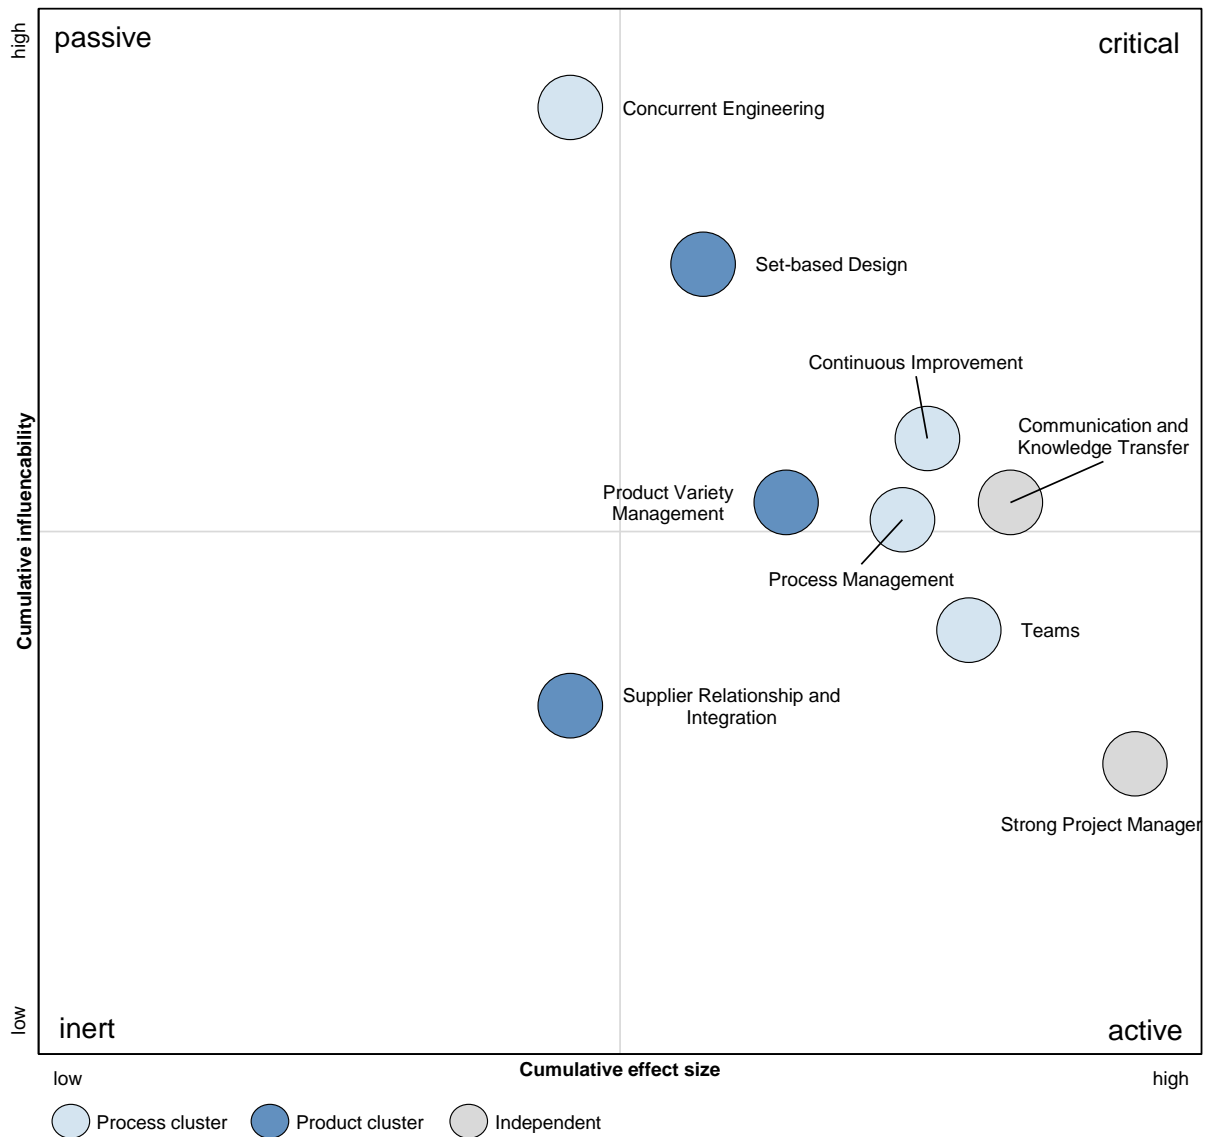 high
passive
critical
Concurrent Engineering
Set-based Design
Continuous Improvement
Communication and
Knowledge Transfer
Product Variety
Management
Cumulative influencability
Process Management
Teams
Supplier Relationship and
Integration
Strong Project Manager
low
inert
active
low
Cumulative effect size
high
Process cluster
Product cluster
Independent